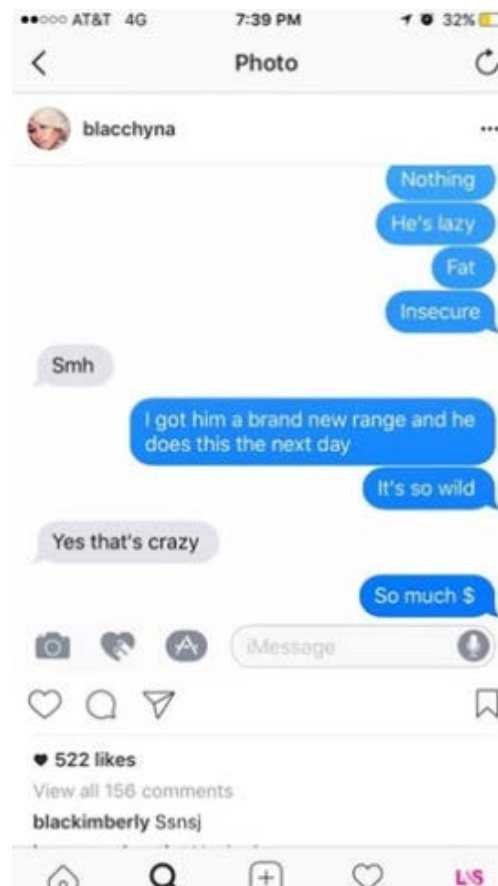 AT&T 4G 7:39 PM 32%
Photo
blacchyna
Nothing
He's lazy
Fat
Insecure
Smh
I got him a brand new range and he
does this the next day
It's so wild
Yes that's crazy
So much $
iMessage
522 likes
View all 156 comments
blackimberly Ssnsj